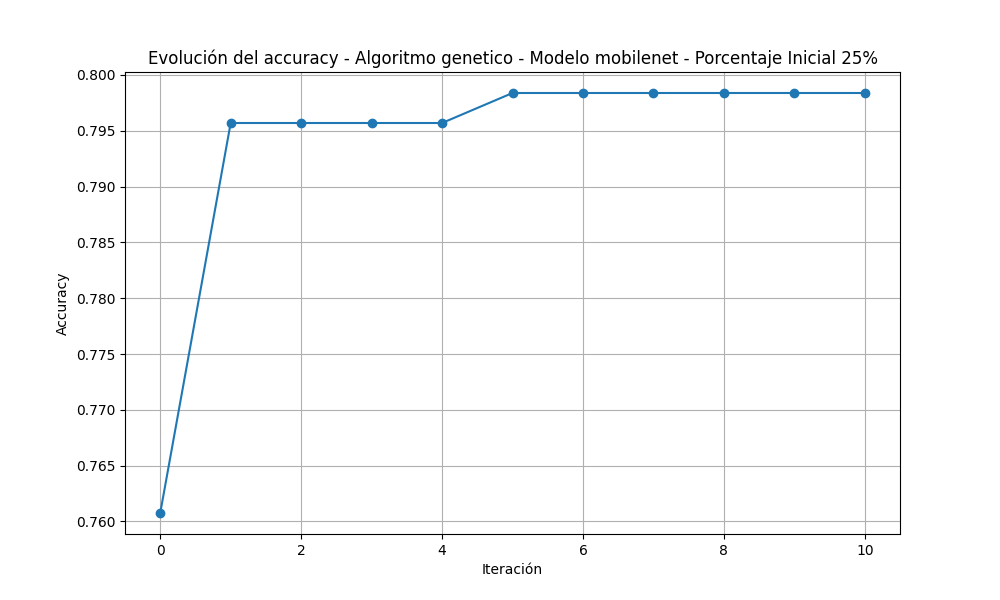 Evolución del accuracy - Algoritmo genetico - Modelo mobilenet - Porcentaje Inicial 25%
0.800
0.795
0.790
0.785
0.780
0.775
0.770
0.765
0.760
Accuracy
0 2 4 6 8 10
Iteración